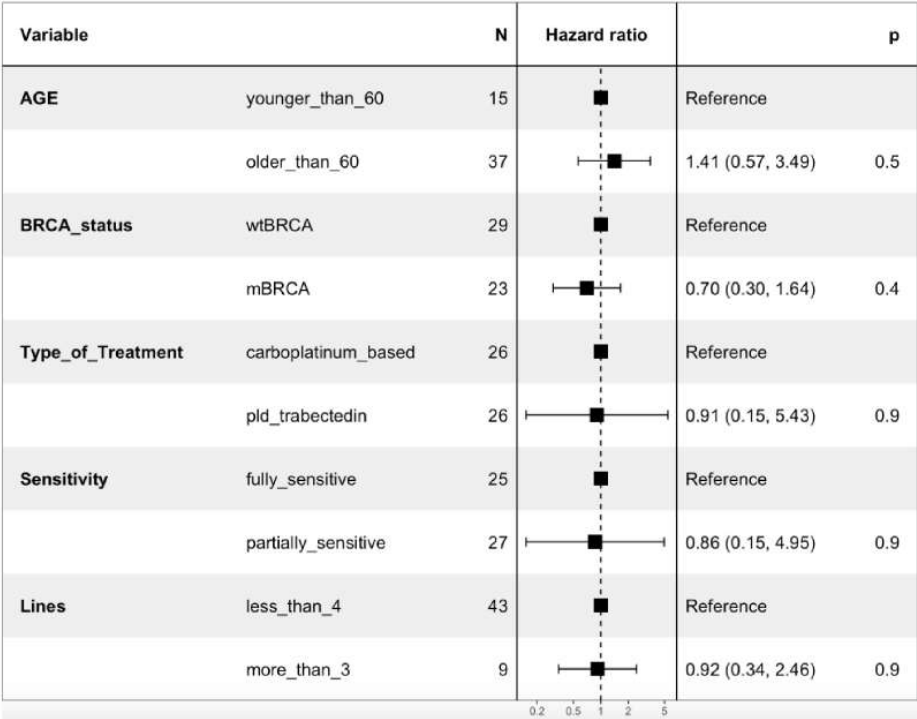 Variable N Hazard ratio p
AGE younger_than_60 15 Reference
older_than_60 37 1.41 (0.57, 3.49) 0.5
BRCA_status wtBRCA 29 Reference
mBRCA 23 0.70 (0.30, 1.64) 0.4
Type_of_Treatment carboplatinum_based 26 Reference
pld_trabectedin 26 0.91 (0.15, 5.43) 0.9
Sensitivity fully_sensitive 25 Reference
partially_sensitive 27 0.86 (0.15, 4.95) 0.9
Lines less_than_4 43 Reference
more_than_3 9 0.92 (0.34, 2.46) 0.9
0.2 0.5 1 2 5